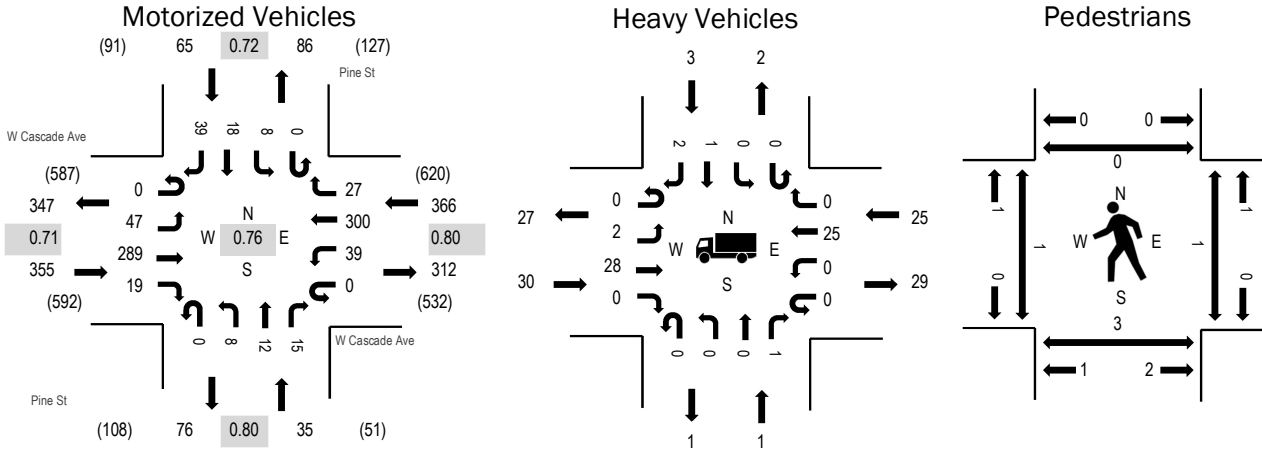 Motorized Vehicles
(91) 65 0.72 86 (127)
Pine St
W Cascade Ave
39 18 8 0
(587)
347
0.71
355
(592)
0
47
289
19
N
W 0.76 E
S
27
300
39
0
(620)
366
0.80
312
(532)
0 8 12 15
W Cascade Ave
Pine St
(108) 76 0.80 35 (51)
Heavy Vehicles
3 2
2 1 0 0
27
30
0
2
28
0
N
W E
S
0
25
0
0
25
29
0 0 0 1
1 1
Pedestrians
0 0
0
1
0
1
N
W E
S
1
1
0
3
1 2